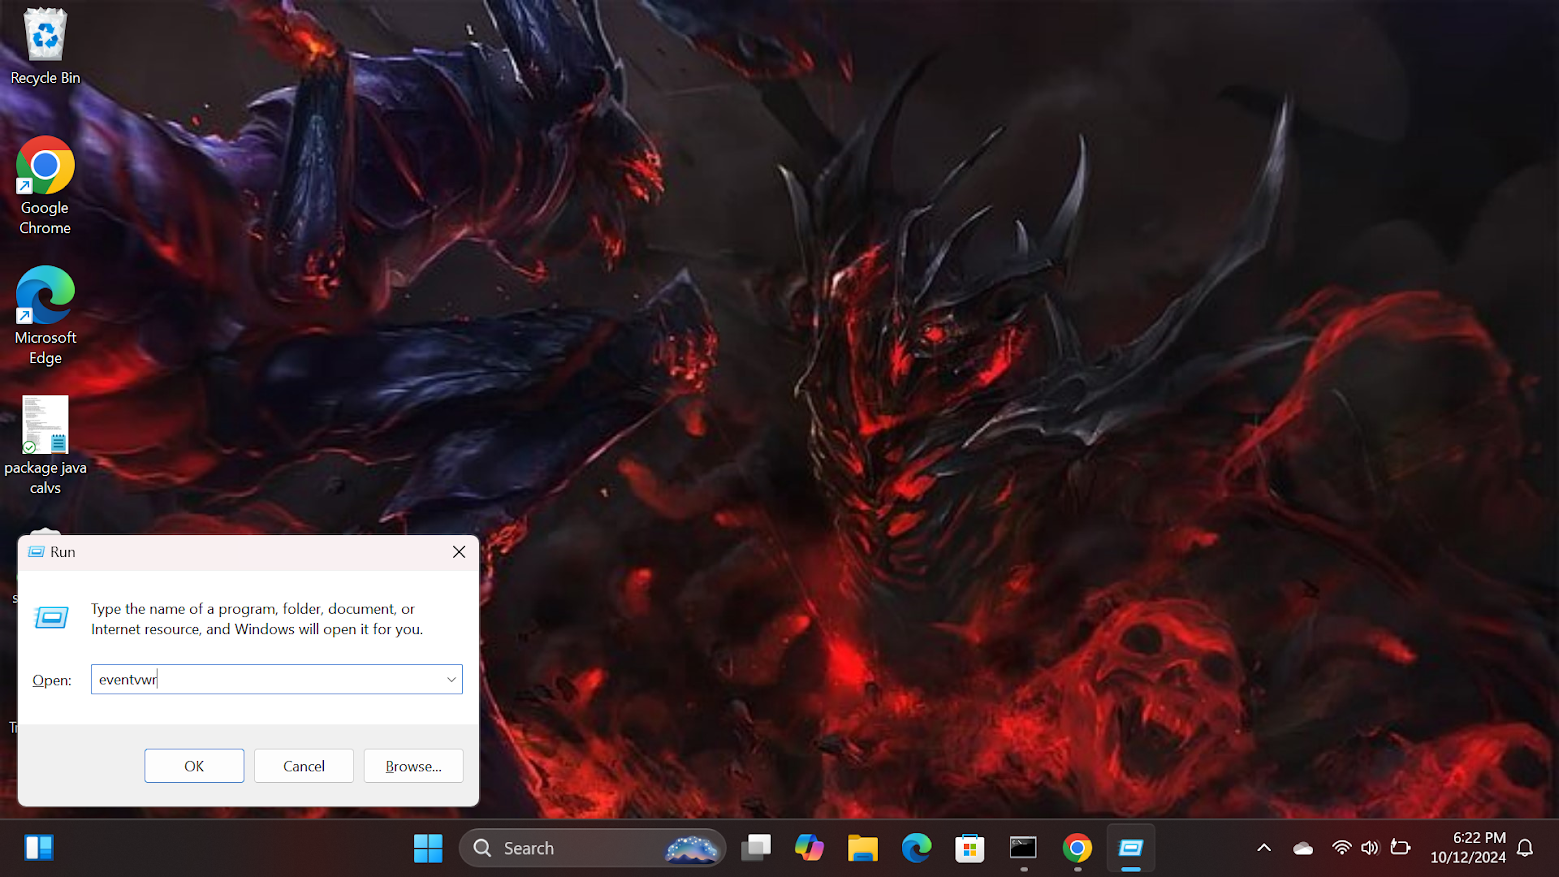 Recycle Bin
Google
Chrome
Microsoft
Edge
package java
calvs
Run
Type the name of a program, folder, document, or
Internet resource, and Windows will open it for you.
Open:
eventvwr
OK
Cancel
Browse...
Search
6:22 PM
10/12/2024